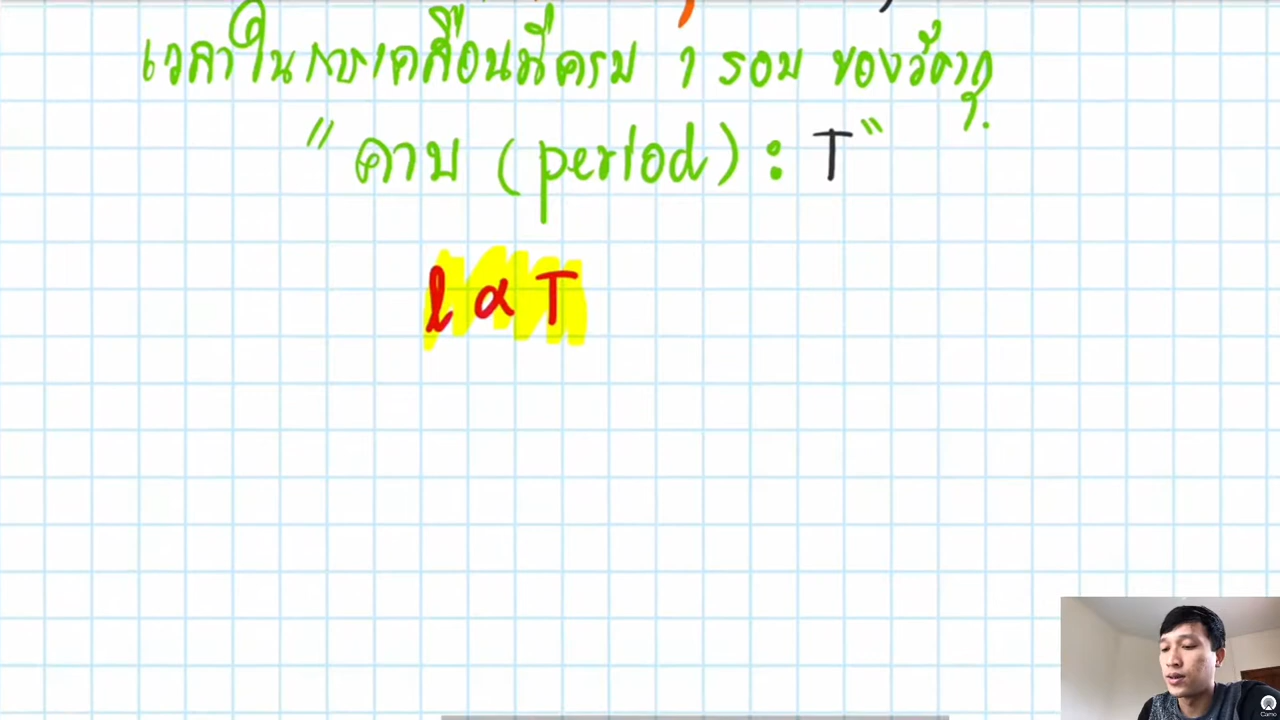 เวลาในการเคลื่อนที่ครบ 1 รอบ ของวัตถุ.
"คาบ (period) : T"
l α T
Came